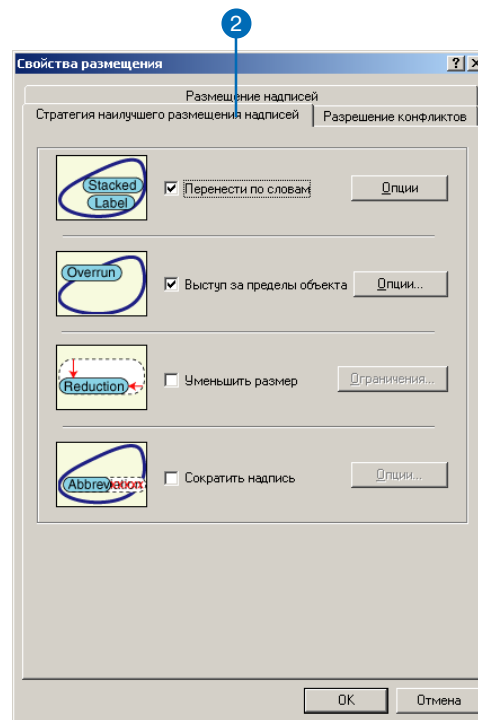 2
Свойства размещения
Размещение надписей
Стратегия наилучшего размещения надписей
Разрешение конфликтов
Stacked
Label
Перенести по словам
Опции
Overrun
Выступ за пределы объекта
Опции...
Reduction
Уменьшить размер
Ограничения...
Abbreviation
Сократить надпись
Опции...
OK
Отмена